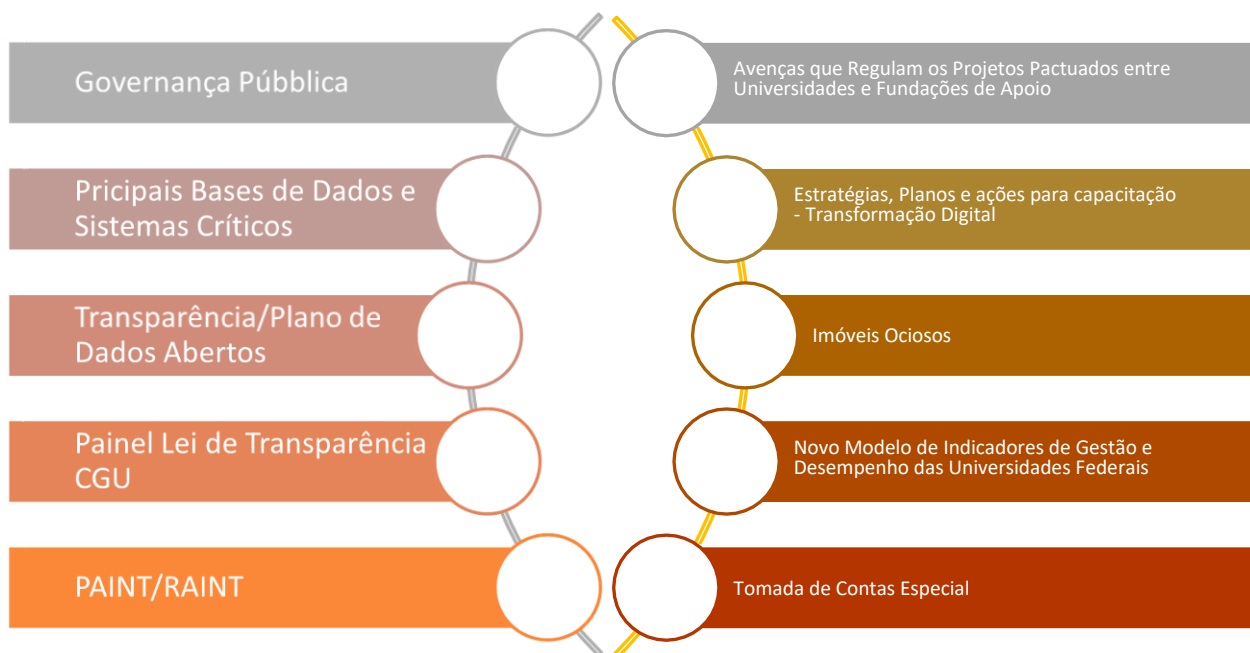 Governança Púbblica
Pricipais Bases de Dados e
Sistemas Críticos
Transparência/Plano de
Dados Abertos
Painel Lei de Transparência
CGU
PAINT/RAINT
Avenças que Regulam os Projetos Pactuados entre
Universidades e Fundações de Apoio
Estratégias, Planos e ações para capacitação
- Transformação Digital
Imóveis Ociosos
Novo Modelo de Indicadores de Gestão e
Desempenho das Universidades Federais
Tomada de Contas Especial